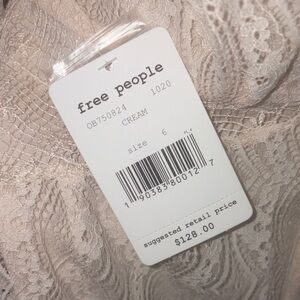 free people
OB750824 1020
CREAM
size 6
1 90383 80012 7
suggested retail price
$128.00